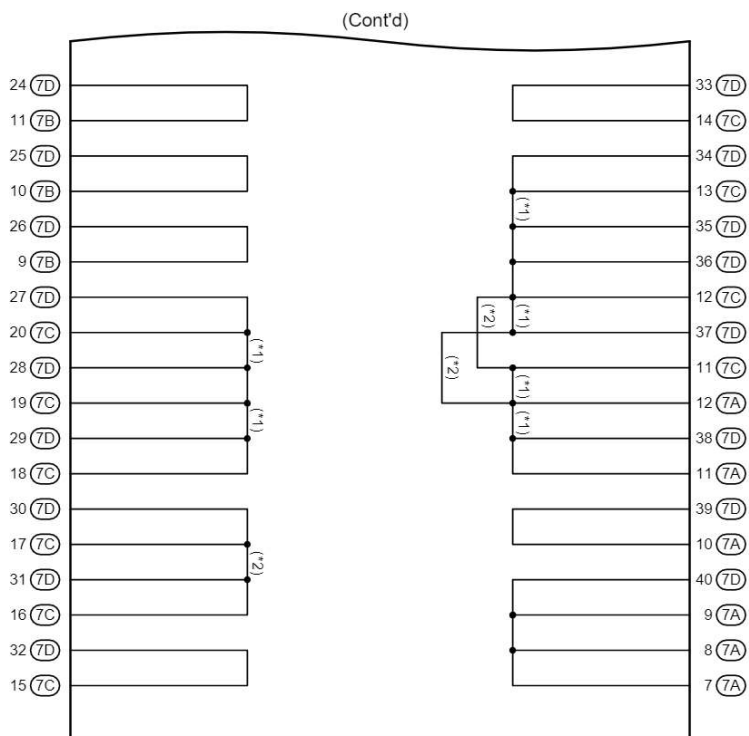 (Cont'd)
24 7D
11 7B
25 7D
10 7B
26 7D
9 7B
27 7D
20 7C
(*1)
28 7D
19 7C
(*1)
29 7D
18 7C
30 7D
17 7C
(*2)
31 7D
16 7C
32 7D
15 7C
33 7D
14 7C
34 7D
13 7C
(*1)
35 7D
36 7D
12 7C
(*2)
(*1)
37 7D
(*2)
11 7C
(*1)
12 7A
(*1)
38 7D
11 7A
39 7D
10 7A
40 7D
9 7A
8 7A
7 7A